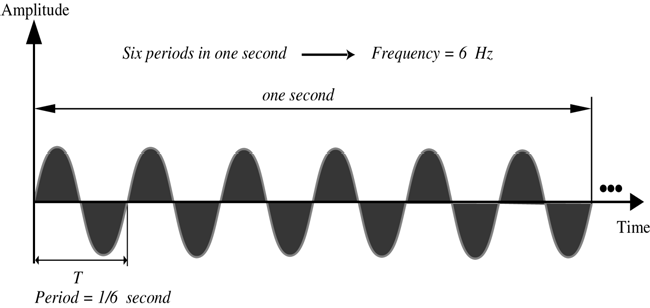 Amplitude
Six periods in one second
Frequency = 6 Hz
one second
Time
T
Period = 1/6 second